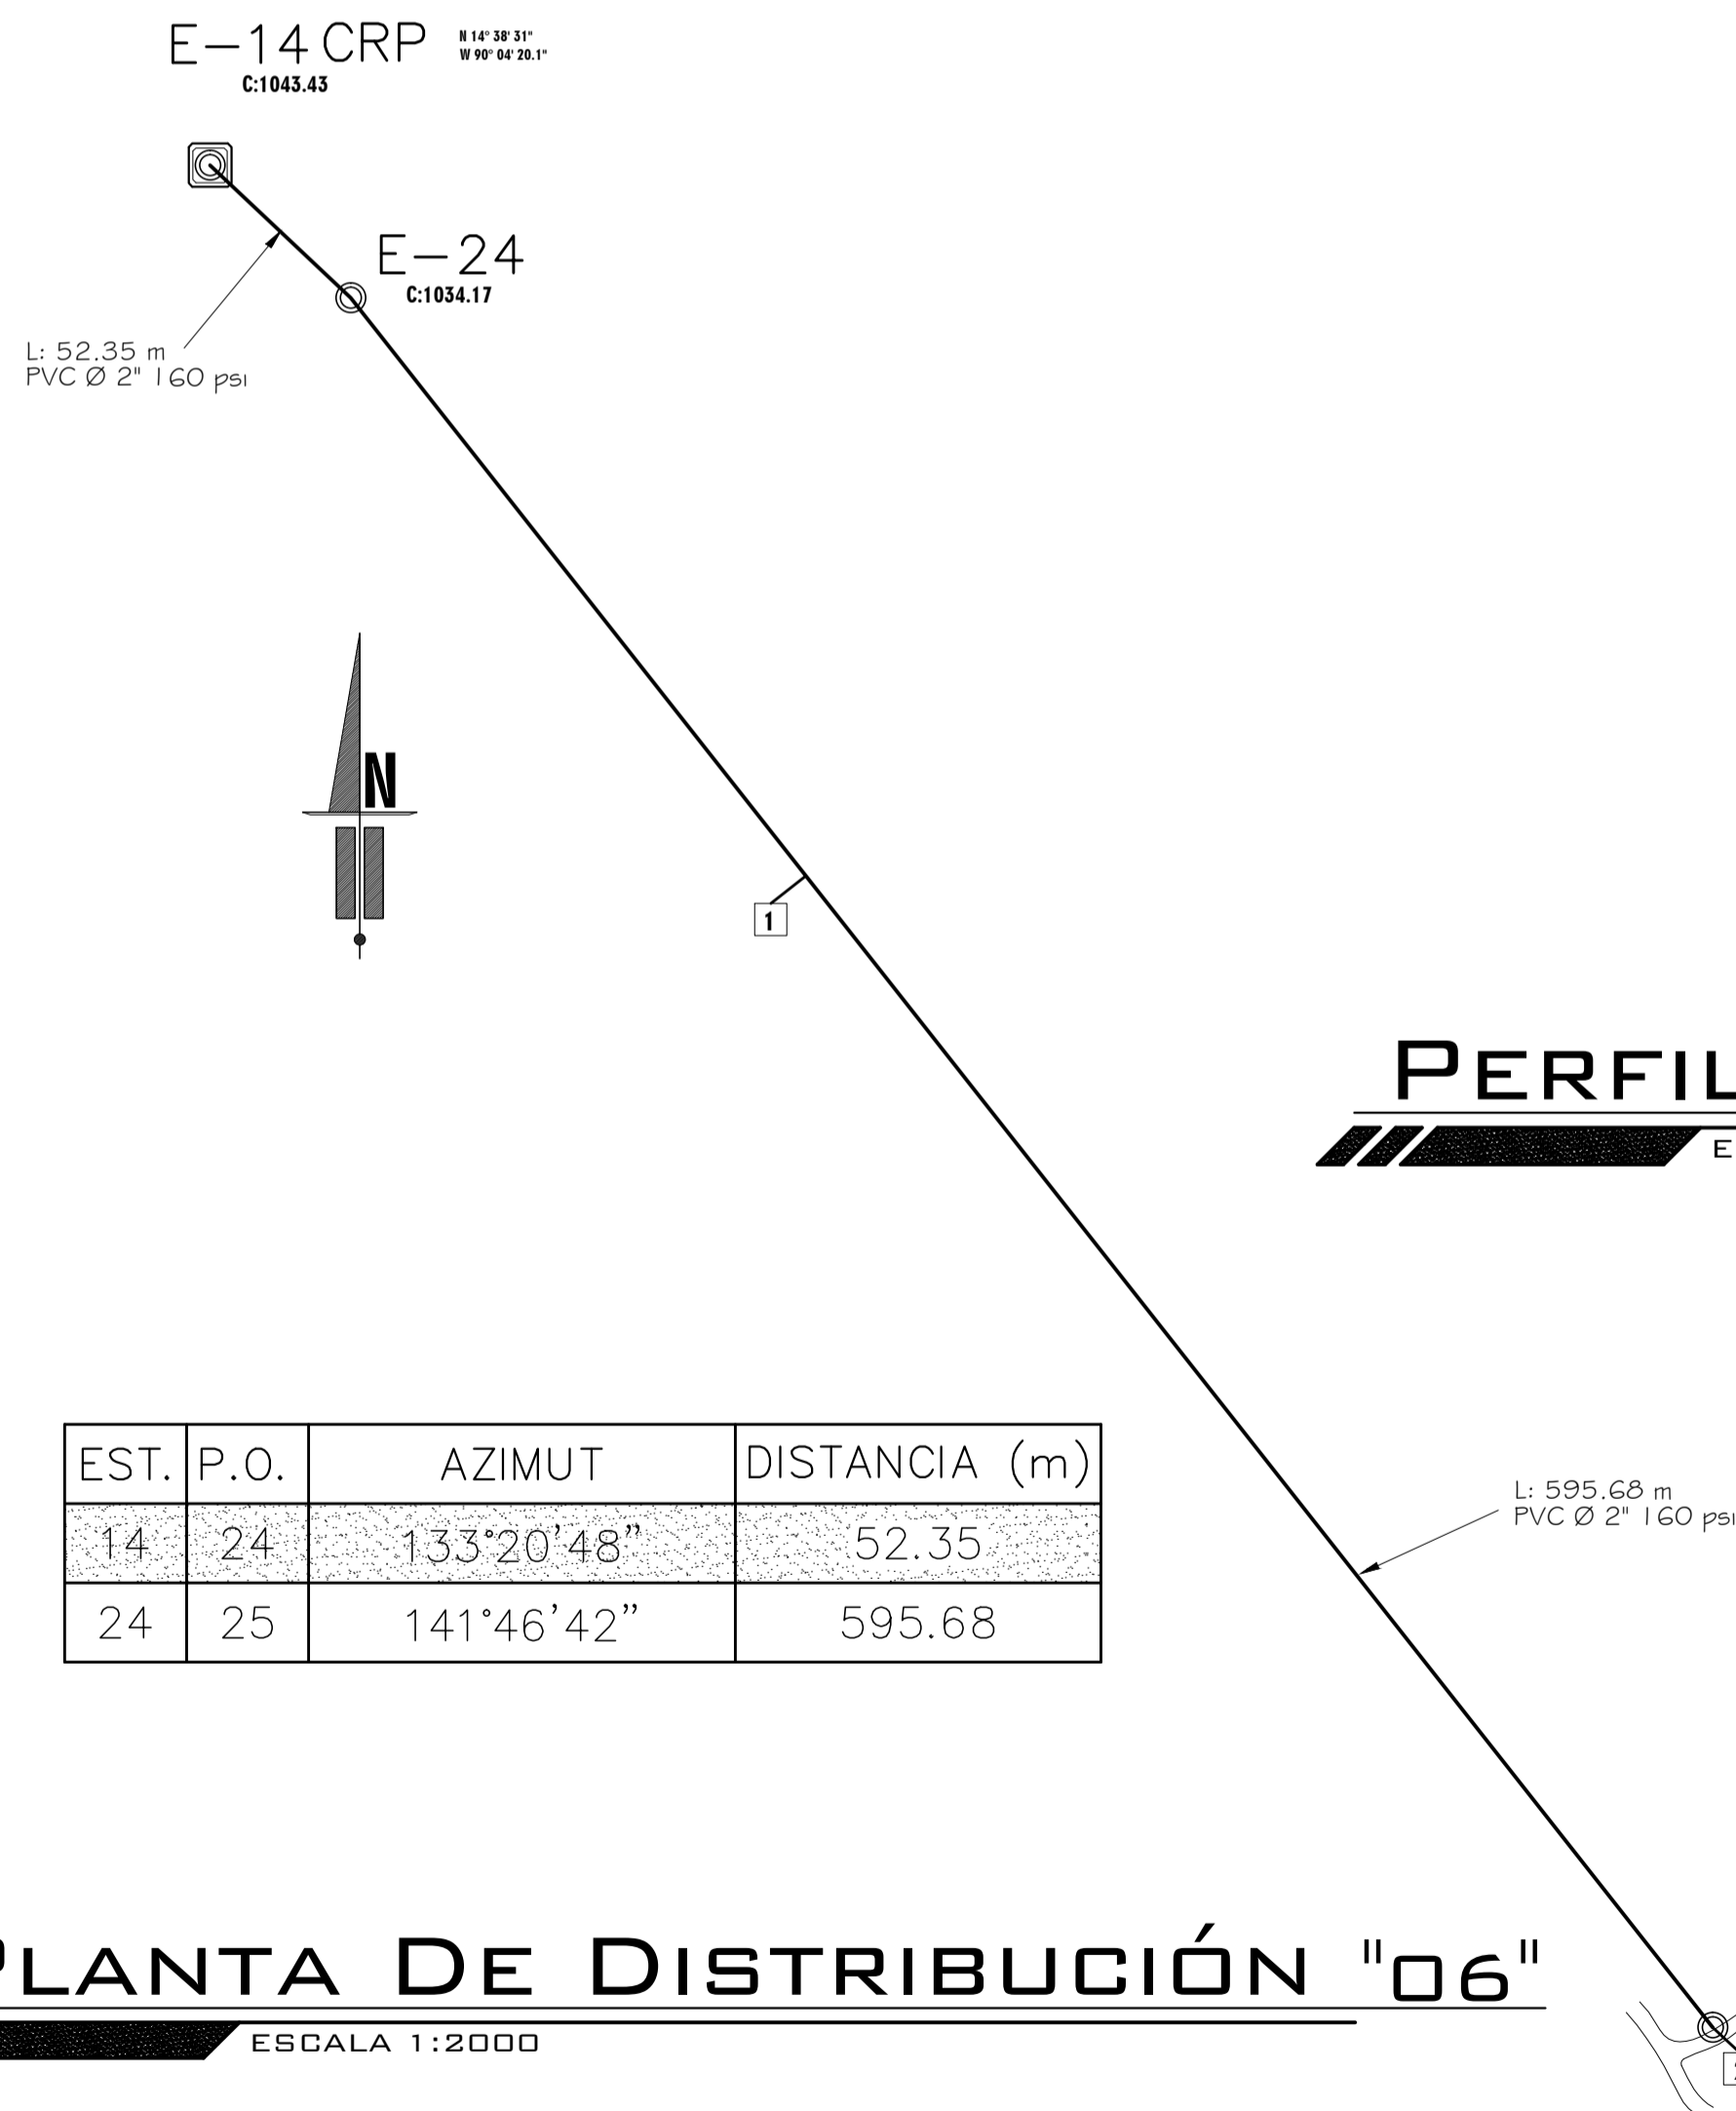 E-14 CRP
N 14° 38' 31"
W 90° 04' 20.1"
C:1043.43
E-24
C:1034.17
L: 52.35 m
PVC Ø 2" 160 psi
N
1
PERFIL
E
EST. P.O. AZIMUT DISTANCIA (m)
14 24 133°20'48" 52.35
24 25 141°46'42" 595.68
L: 595.68 m
PVC Ø 2" 160 psi
PLANTA DE DISTRIBUCIÓN "06"
ESCALA 1:2000